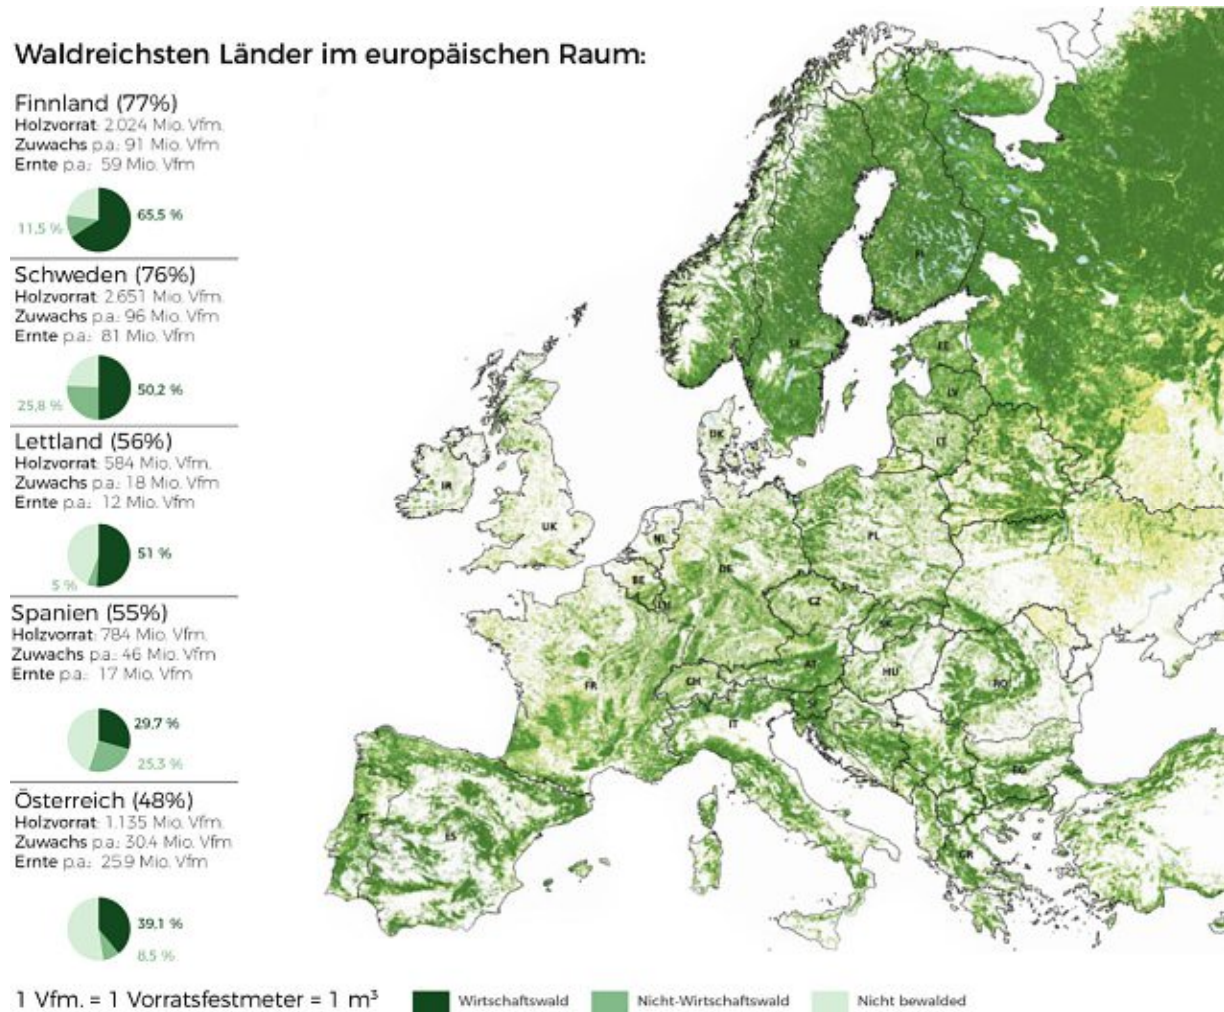 Waldreichsten Länder im europäischen Raum:
Finnland (77%)
Holzvorrat: 2.024 Mio. Vfm.
Zuwachs p.a.: 91 Mio. Vfm
Ernte p.a.: 59 Mio. Vfm
65,5 %
11,5 %
Schweden (76%)
Holzvorrat: 2.651 Mio. Vfm.
Zuwachs p.a.: 96 Mio. Vfm
Ernte p.a.: 81 Mio. Vfm
50,2 %
25,8 %
Lettland (56%)
Holzvorrat: 584 Mio. Vfm.
Zuwachs p.a.: 18 Mio. Vfm
Ernte p.a.: 12 Mio. Vfm
51 %
5 %
Spanien (55%)
Holzvorrat: 784 Mio. Vfm.
Zuwachs p.a.: 46 Mio. Vfm
Ernte p.a.: 17 Mio. Vfm
29,7 %
25,3 %
Österreich (48%)
Holzvorrat: 1.135 Mio. Vfm.
Zuwachs p.a.: 30.4 Mio. Vfm
Ernte p.a.: 25.9 Mio. Vfm
39,1 %
8,5 %
FI
SE
EE
LV
LT
DK
IR
UK
NL
PL
BE
DE
LU
CZ
SK
AT
HU
FR
CH
RO
IT
BG
PT
ES
GR
1 Vfm. = 1 Vorratsfestmeter = 1 m³
Wirtschaftswald
Nicht-Wirtschaftswald
Nicht bewalded